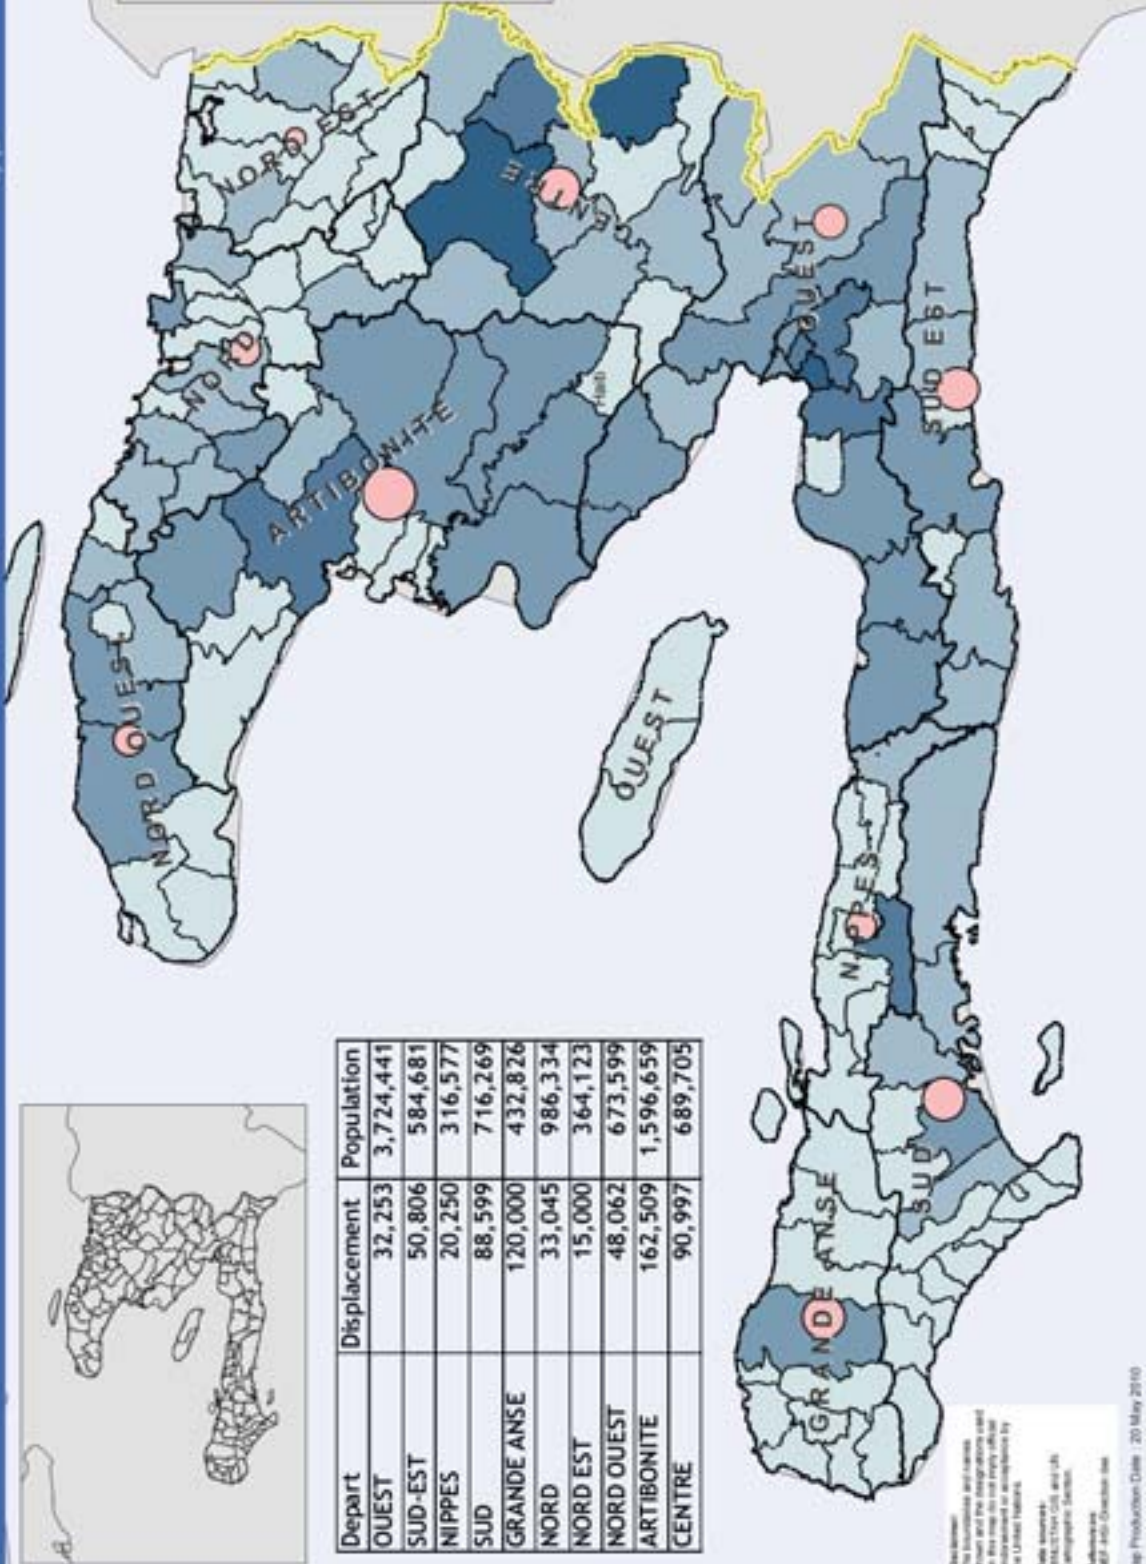 NORD EST
NORD
CENTRE
ARTIBONITE
NORD OUEST
Haiti
OUEST
OUEST
SUD EST
NIPPES
SUD
GRANDE ANSE
Depart Displacement Population
OUEST 32,253 3,724,441
SUD-EST 50,806 584,681
NIPPES 20,250 316,577
SUD 88,599 716,269
GRANDE ANSE 120,000 432,826
NORD 33,045 986,334
NORD EST 15,000 364,123
NORD OUEST 48,062 673,599
ARTIBONITE 162,509 1,596,659
CENTRE 90,997 689,705
Production Date : 20 May 2010